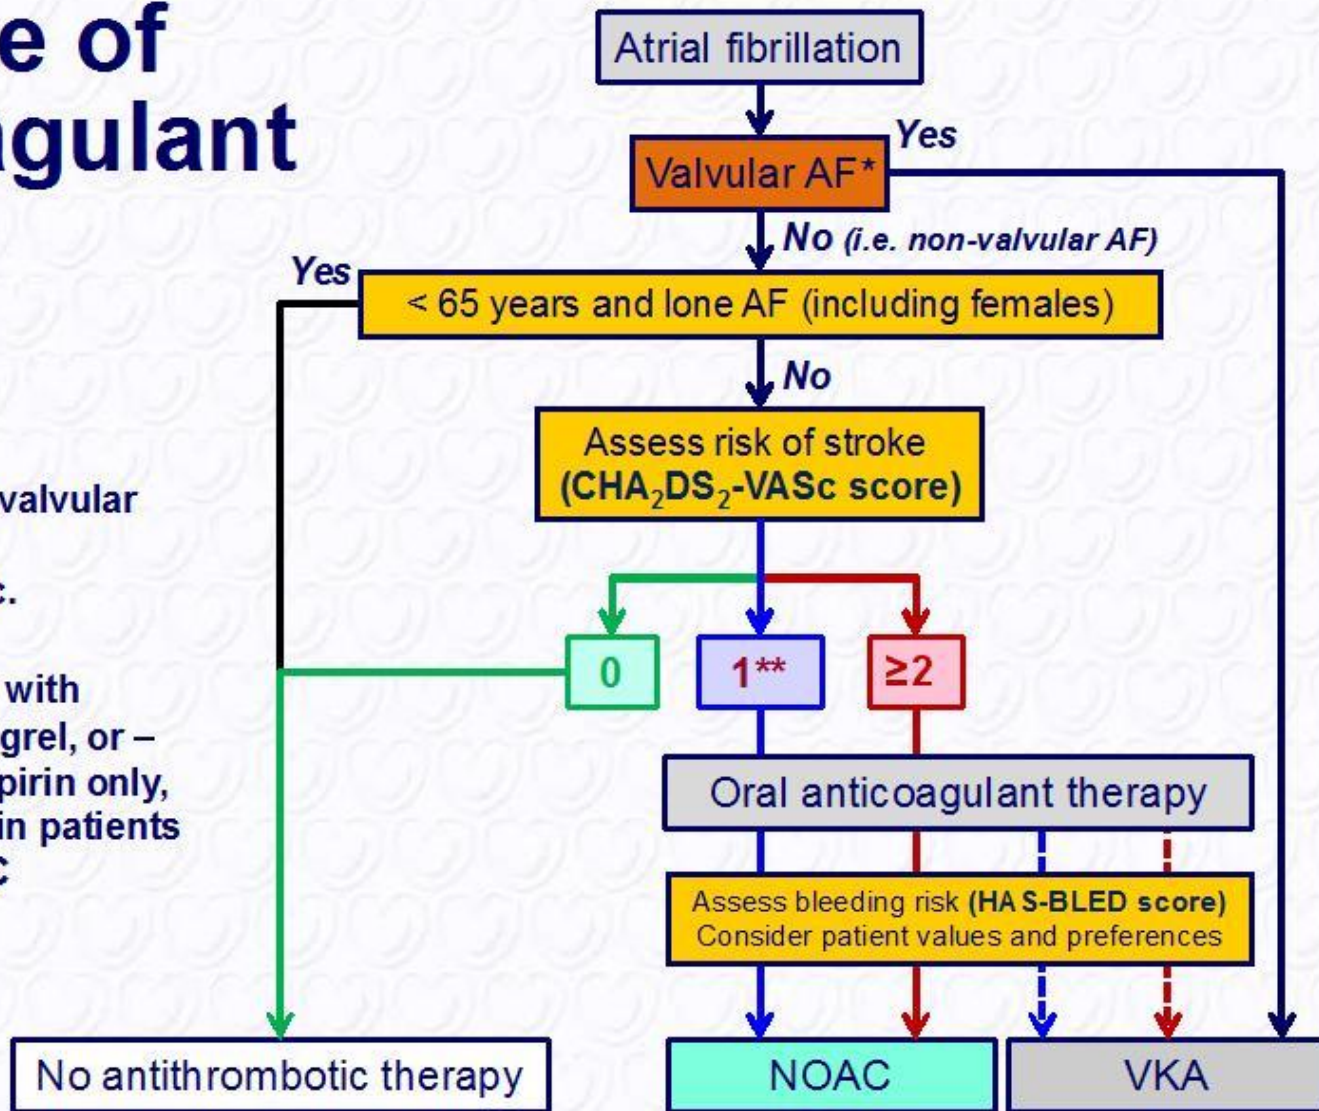 e of
agulant
Atrial fibrillation
Valvular AF*
Yes
No (i.e. non-valvular AF)
Yes
< 65 years and lone AF (including females)
No
Assess risk of stroke
(CHA₂DS₂-VASc score)
valvular
c.
with
grel, or –
pirin only,
in patients
C
0
1**
≥2
Oral anticoagulant therapy
Assess bleeding risk (HAS-BLED score)
Consider patient values and preferences
No antithrombotic therapy
NOAC
VKA